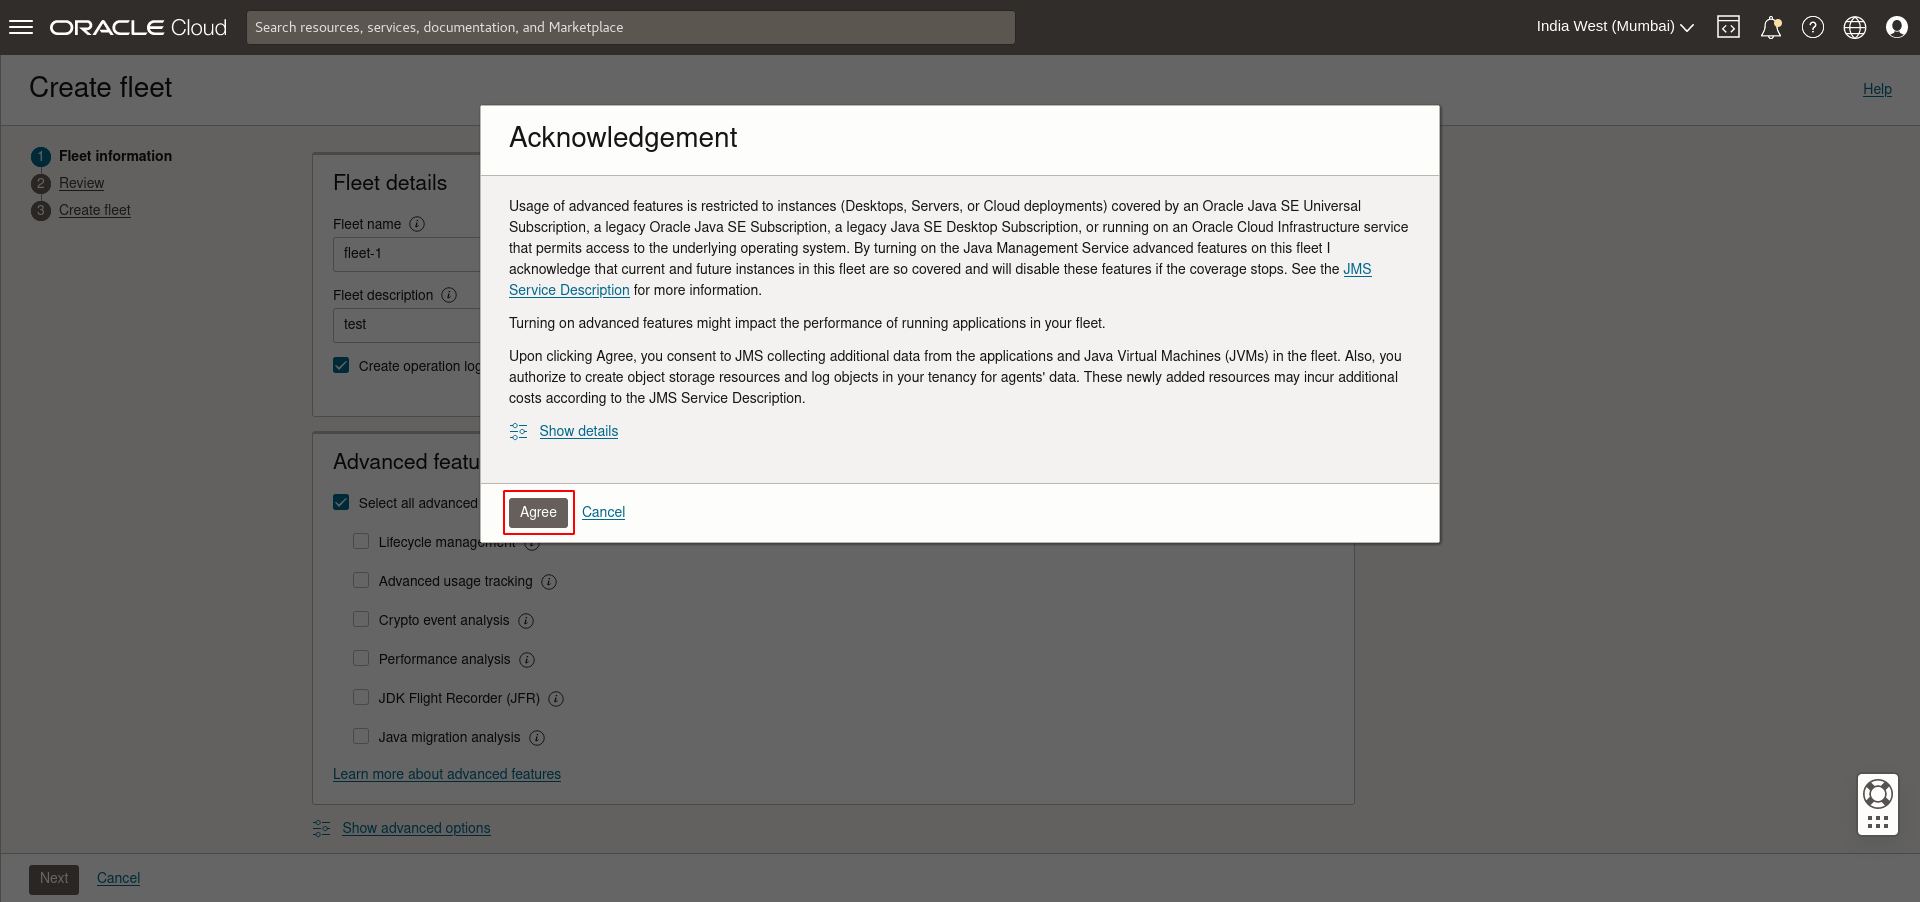 ORACLE Cloud
Search resources, services, documentation, and Marketplace
India West (Mumbai)
Create fleet
Help
1 Fleet information
2 Review
3 Create fleet
Fleet details
Fleet name
fleet-1
Fleet description
test
Create operation log
Advanced featu
Select all advanced
Lifecycle management
Advanced usage tracking
Crypto event analysis
Performance analysis
JDK Flight Recorder (JFR)
Java migration analysis
Learn more about advanced features
Show advanced options
Next Cancel
Acknowledgement
Usage of advanced features is restricted to instances (Desktops, Servers, or Cloud deployments) covered by an Oracle Java SE Universal
Subscription, a legacy Oracle Java SE Subscription, a legacy Java SE Desktop Subscription, or running on an Oracle Cloud Infrastructure service
that permits access to the underlying operating system. By turning on the Java Management Service advanced features on this fleet I
acknowledge that current and future instances in this fleet are so covered and will disable these features if the coverage stops. See the JMS
Service Description for more information.
Turning on advanced features might impact the performance of running applications in your fleet.
Upon clicking Agree, you consent to JMS collecting additional data from the applications and Java Virtual Machines (JVMs) in the fleet. Also, you
authorize to create object storage resources and log objects in your tenancy for agents' data. These newly added resources may incur additional
costs according to the JMS Service Description.
Show details
Agree Cancel